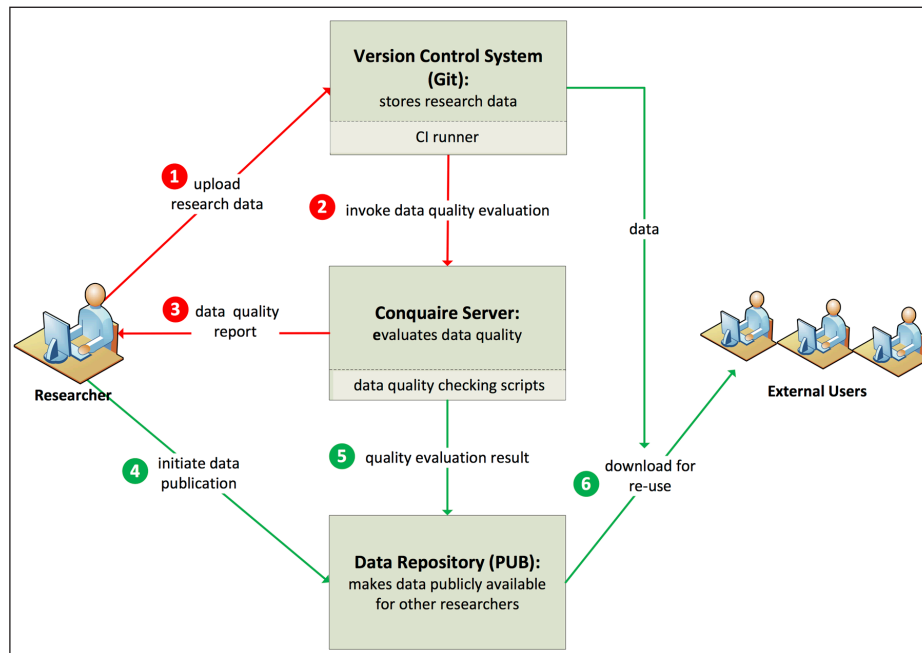 Version Control System
(Git):
stores research data
CI runner
1 upload
research data
2 invoke data quality evaluation
data
3 data quality
report
Conquaire Server:
evaluates data quality
data quality checking scripts
Researcher
External Users
4 initiate data
publication
5 quality evaluation result
6 download for
re-use
Data Repository (PUB):
makes data publicly available
for other researchers